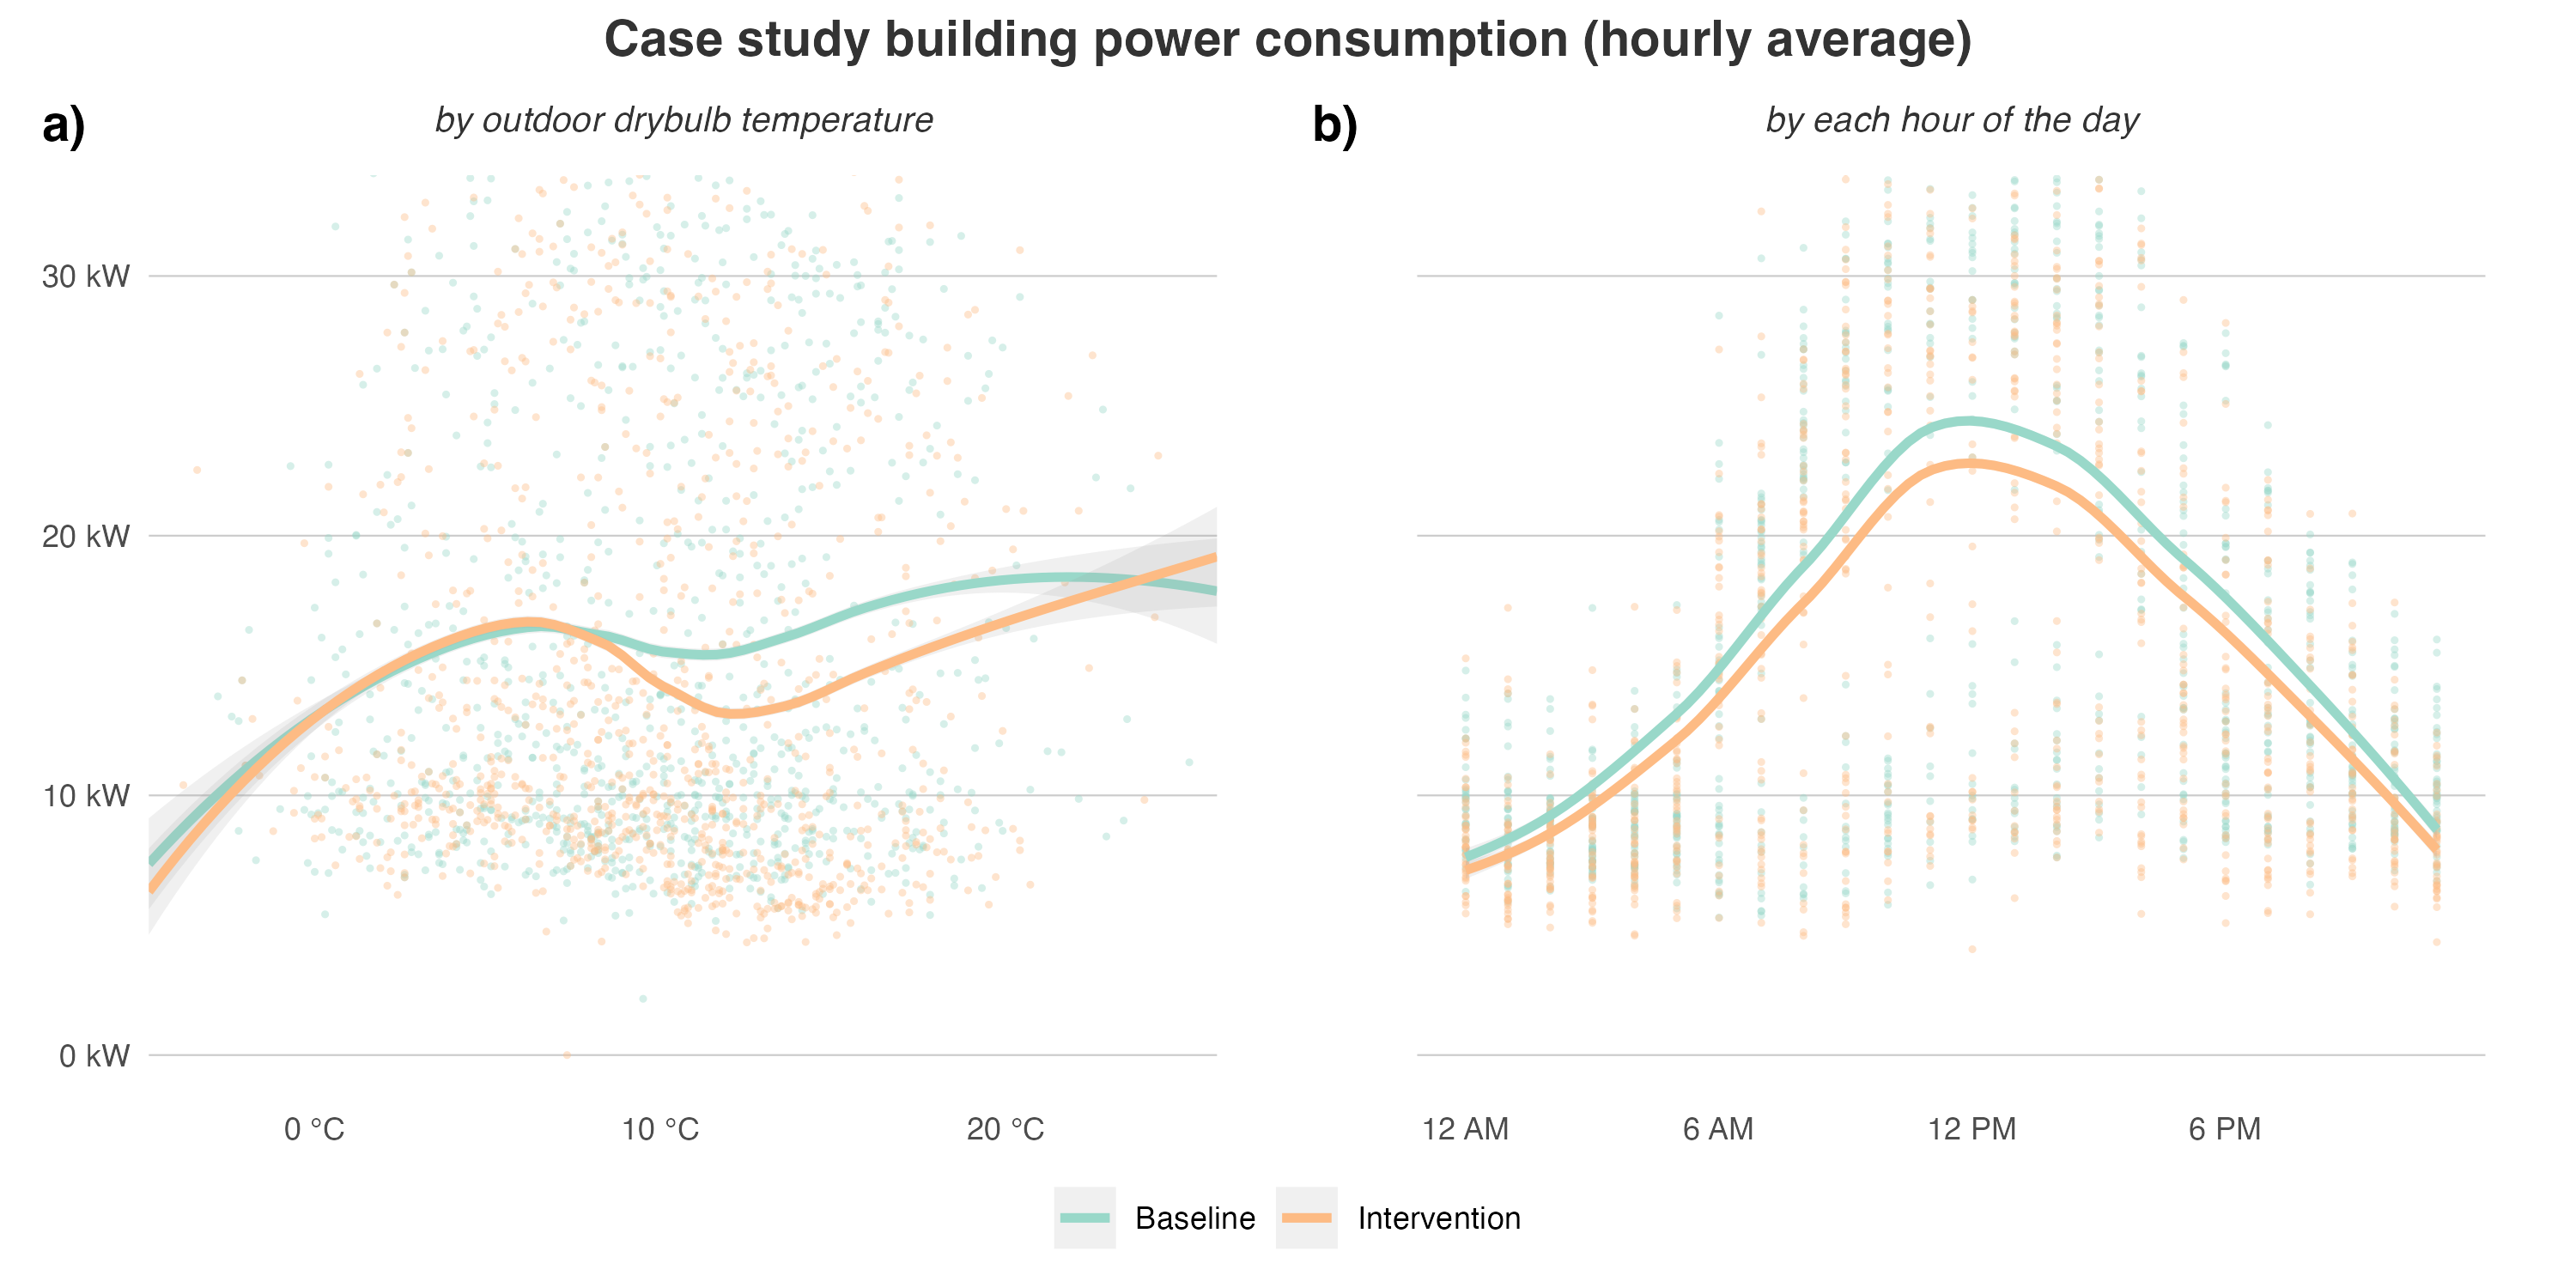 Case study building power consumption (hourly average)
a)
by outdoor drybulb temperature
b)
by each hour of the day
30 kW
20 kW
10 kW
0 kW
0 °C
10 °C
20 °C
12 AM
6 AM
12 PM
6 PM
Baseline
Intervention